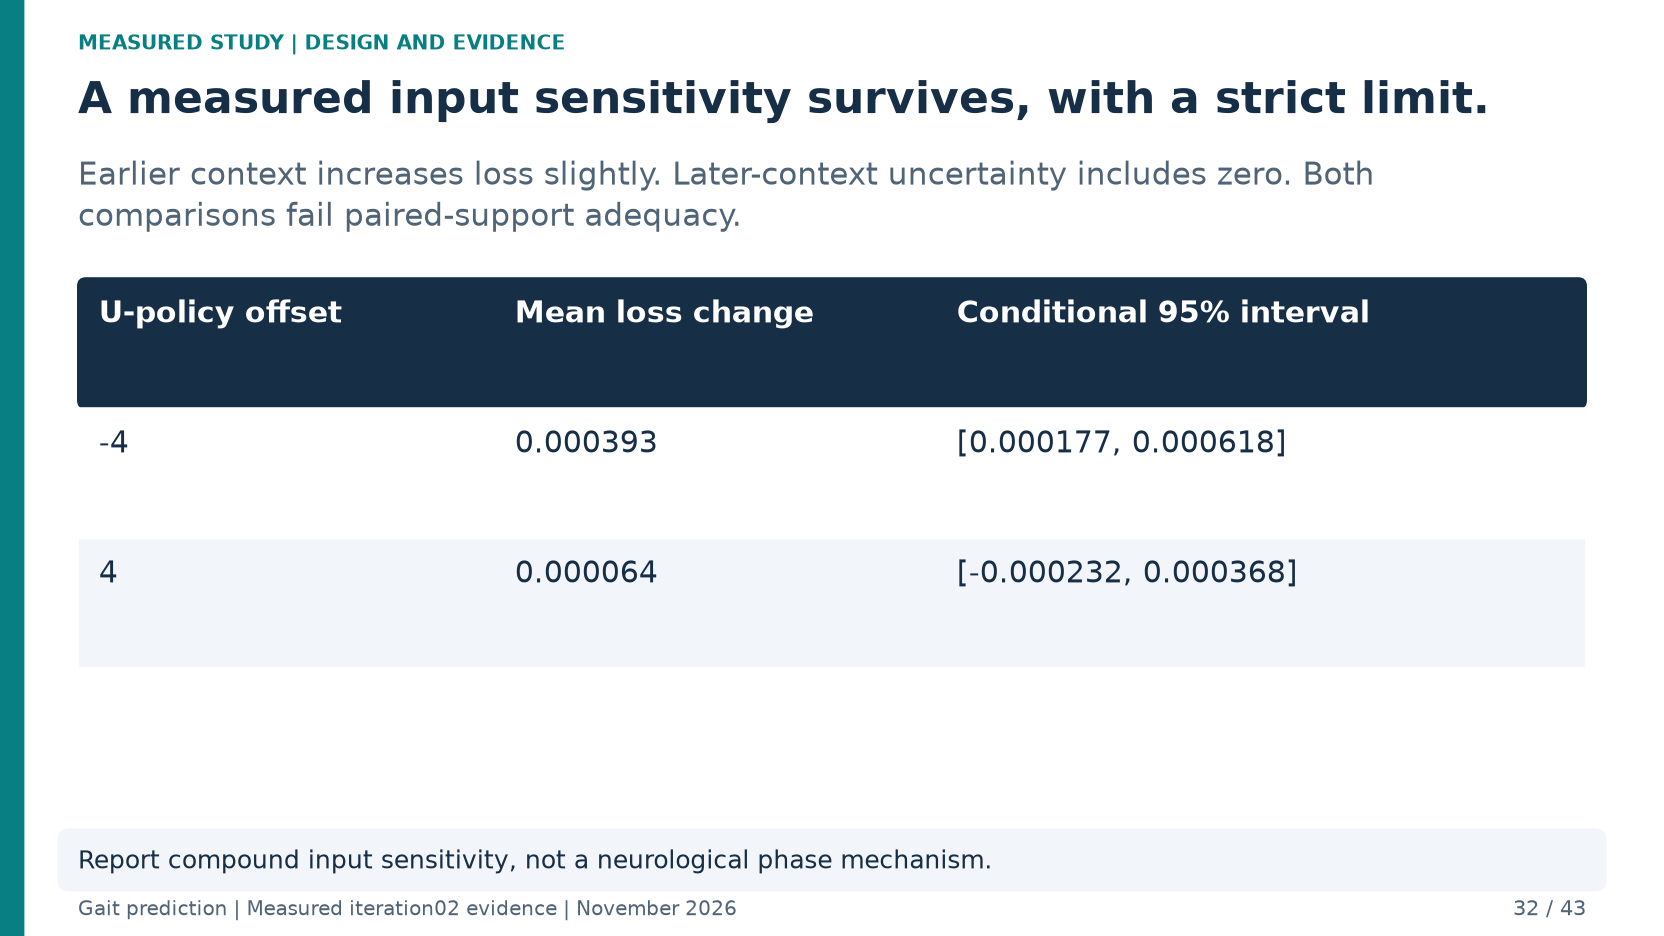 MEASURED STUDY | DESIGN AND EVIDENCE
A measured input sensitivity survives, with a strict limit.
Earlier context increases loss slightly. Later-context uncertainty includes zero. Both
comparisons fail paired-support adequacy.
U-policy offset Mean loss change Conditional 95% interval
-4 0.000393 [0.000177, 0.000618]
4 0.000064 [-0.000232, 0.000368]
Report compound input sensitivity, not a neurological phase mechanism.
Gait prediction | Measured iteration02 evidence | November 2026 32 / 43